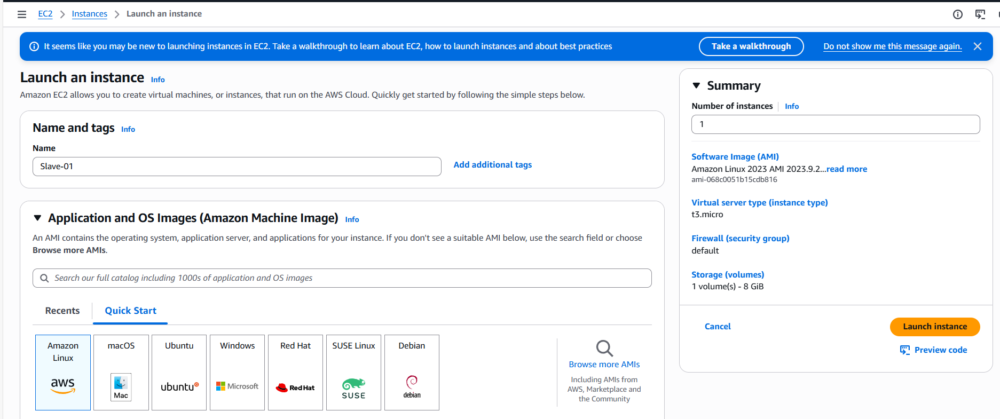 EC2 > Instances > Launch an instance
It seems like you may be new to launching instances in EC2. Take a walkthrough to learn about EC2, how to launch instances and about best practices
Take a walkthrough
Do not show me this message again.
Launch an instance Info
Amazon EC2 allows you to create virtual machines, or instances, that run on the AWS Cloud. Quickly get started by following the simple steps below.
Name and tags Info
Name
Slave-01
Add additional tags
Application and OS Images (Amazon Machine Image) Info
An AMI contains the operating system, application server, and applications for your instance. If you don't see a suitable AMI below, use the search field or choose
Browse more AMIs.
Search our full catalog including 1000s of application and OS images
Recents
Quick Start
Amazon
Linux
aws
macOS
Mac
Ubuntu
ubuntu
Windows
Microsoft
Red Hat
Red Hat
SUSE Linux
SUSE
Debian
debian
Browse more AMIs
Including AMIs from
AWS, Marketplace and
the Community
Summary
Number of instances Info
1
Software Image (AMI)
Amazon Linux 2023 AMI 2023.9.2...read more
ami-068c0051b15cdb816
Virtual server type (instance type)
t3.micro
Firewall (security group)
default
Storage (volumes)
1 volume(s) - 8 GiB
Cancel
Launch instance
Preview code